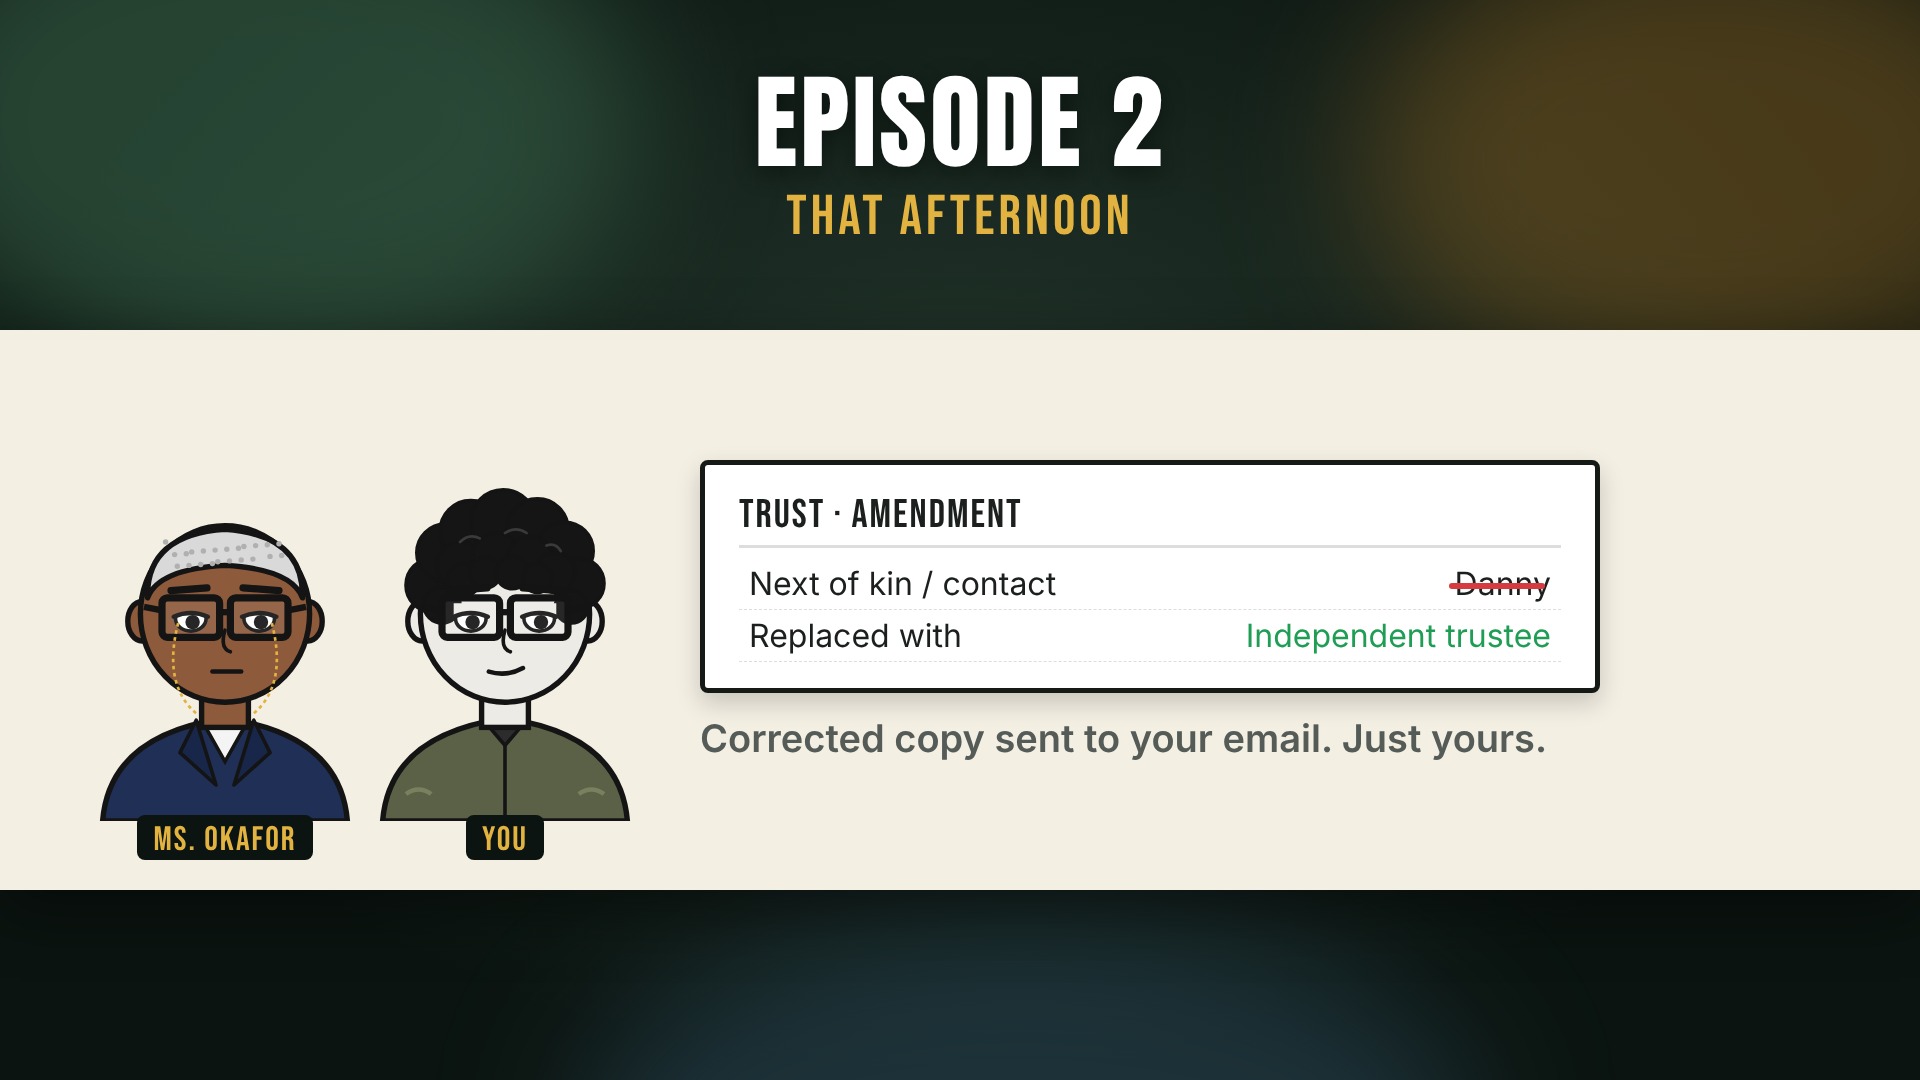 EPISODE 2
THAT AFTERNOON
TRUST · AMENDMENT
Next of kin / contact Danny
Replaced with Independent trustee
Corrected copy sent to your email. Just yours.
MS. OKAFOR
YOU